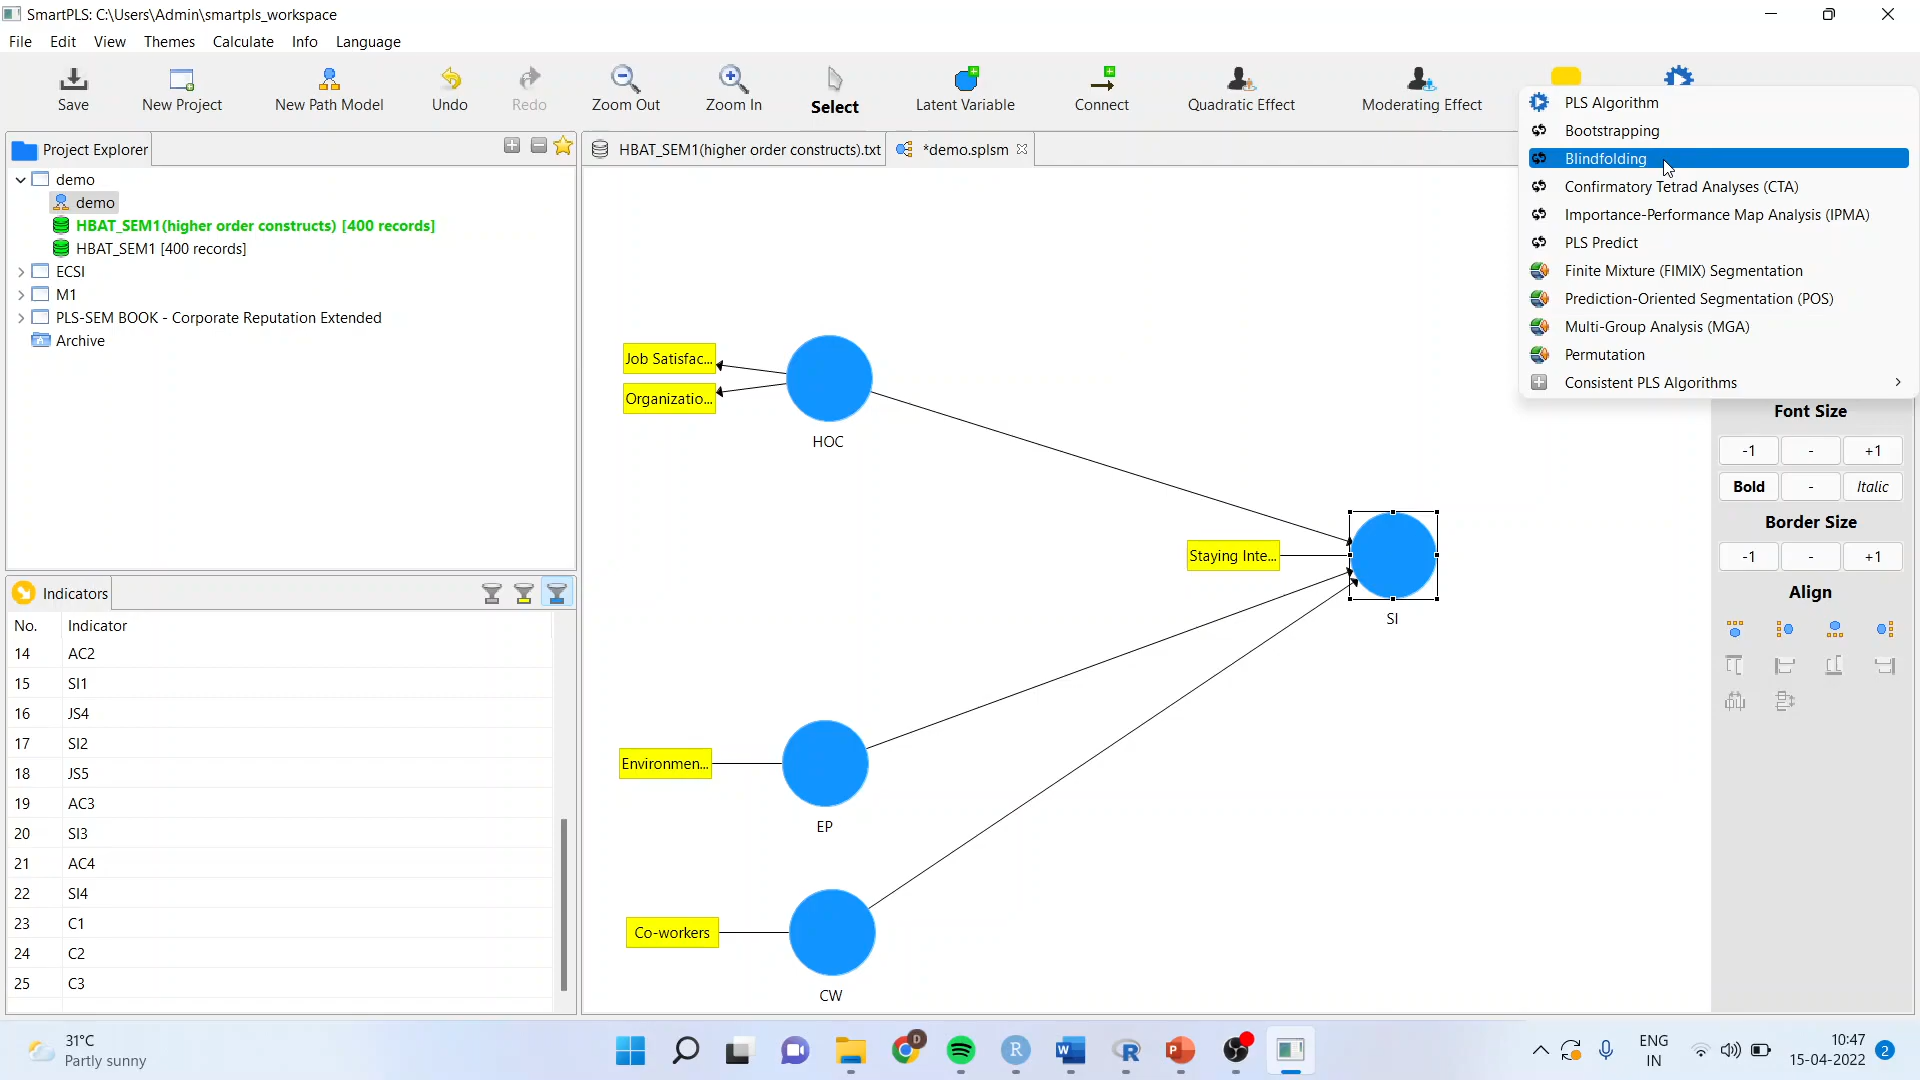 SmartPLS: C:\Users\Admin\smartpls_workspace
File Edit View Themes Calculate Info Language
Save New Project New Path Model Undo Redo Zoom Out Zoom In Select Latent Variable Connect Quadratic Effect Moderating Effect
PLS Algorithm
Bootstrapping
Blindfolding
Confirmatory Tetrad Analyses (CTA)
Importance-Performance Map Analysis (IPMA)
PLS Predict
Finite Mixture (FIMIX) Segmentation
Prediction-Oriented Segmentation (POS)
Multi-Group Analysis (MGA)
Permutation
Consistent PLS Algorithms
Project Explorer
demo
demo
HBAT_SEM1(higher order constructs) [400 records]
HBAT_SEM1 [400 records]
ECSI
M1
PLS-SEM BOOK - Corporate Reputation Extended
Archive
HBAT_SEM1(higher order constructs).txt *demo.splsm
Job Satisfac...
Organizatio...
HOC
Staying Inte...
SI
Environmen...
EP
Co-workers
CW
Font Size
-1 - +1
Bold - Italic
Border Size
-1 - +1
Align
Indicators
No. Indicator
14 AC2
15 SI1
16 JS4
17 SI2
18 JS5
19 AC3
20 SI3
21 AC4
22 SI4
23 C1
24 C2
25 C3
31°C
Partly sunny
D
R
W
R
P
ENG
IN
10:47
15-04-2022
2